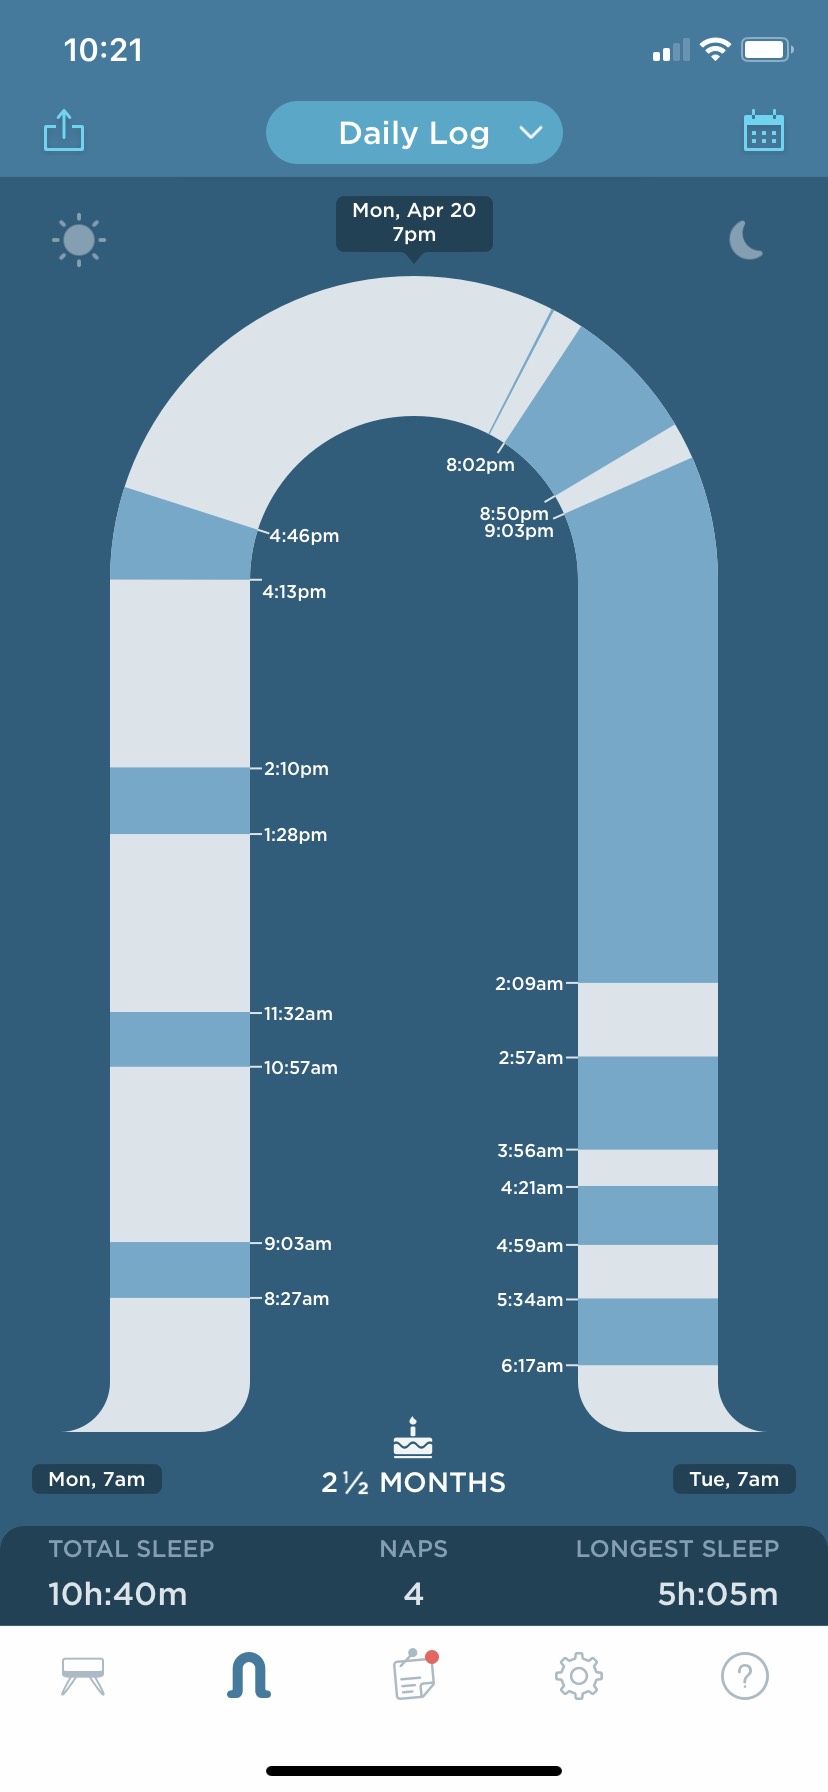 10:21
Daily Log
Mon, Apr 20
7pm
8:02pm
8:50pm
9:03pm
4:46pm
4:13pm
2:10pm
1:28pm
2:09am
11:32am
2:57am
10:57am
3:56am
4:21am
9:03am
4:59am
8:27am
5:34am
6:17am
Mon, 7am
2 ½ MONTHS
Tue, 7am
TOTAL SLEEP NAPS LONGEST SLEEP
10h:40m 4 5h:05m
?